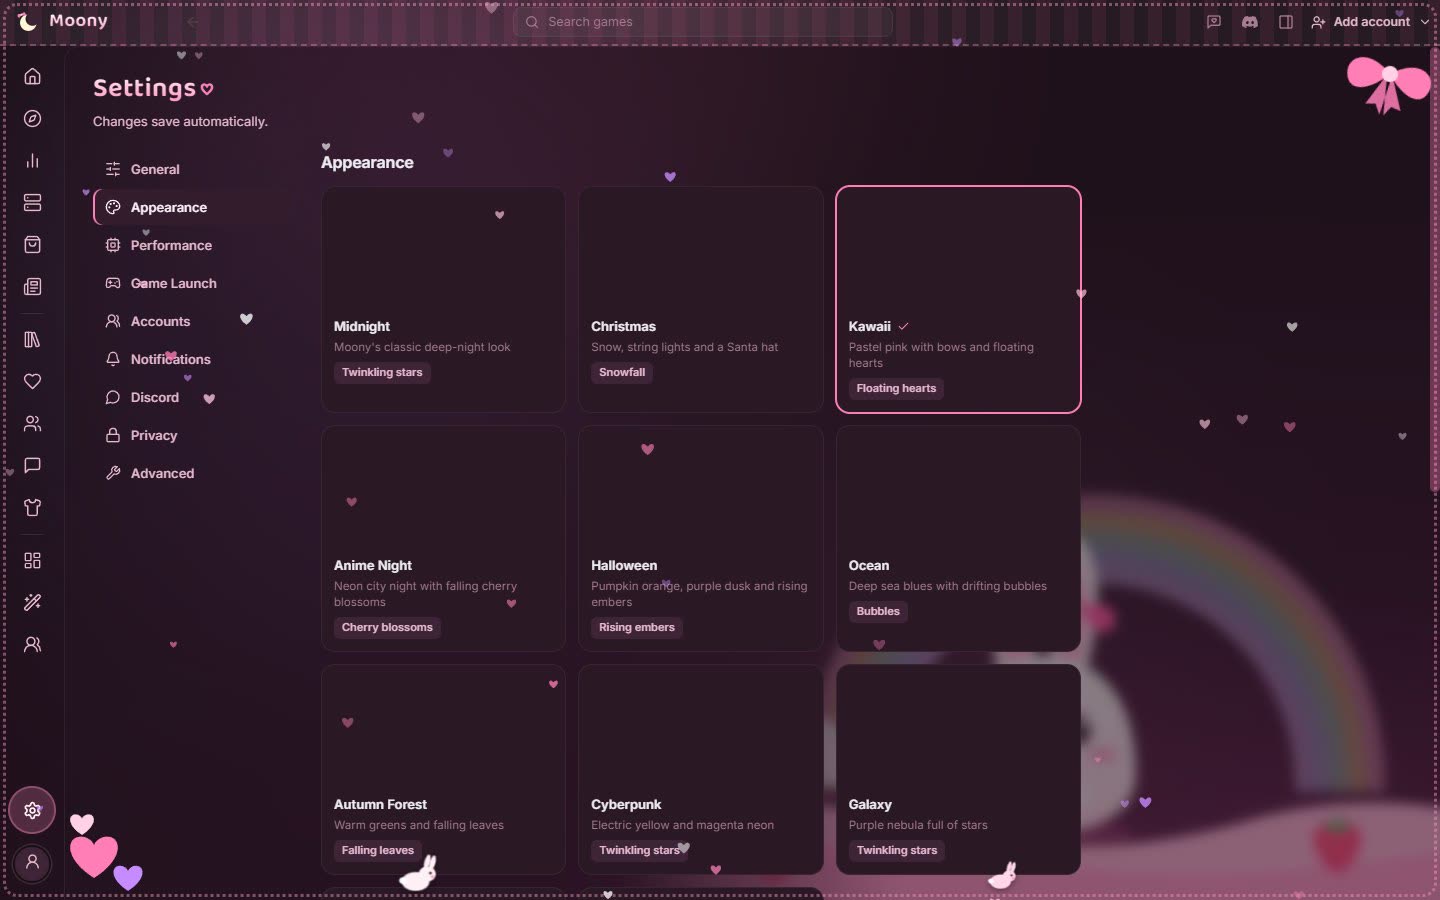 Moony
Search games
Add account
Settings
Changes save automatically.
General
Appearance
Performance
Game Launch
Accounts
Notifications
Discord
Privacy
Advanced
Appearance
Midnight
Moony's classic deep-night look
Twinkling stars
Christmas
Snow, string lights and a Santa hat
Snowfall
Kawaii
Pastel pink with bows and floating
hearts
Floating hearts
Anime Night
Neon city night with falling cherry
blossoms
Cherry blossoms
Halloween
Pumpkin orange, purple dusk and rising
embers
Rising embers
Ocean
Deep sea blues with drifting bubbles
Bubbles
Autumn Forest
Warm greens and falling leaves
Falling leaves
Cyberpunk
Electric yellow and magenta neon
Twinkling stars
Galaxy
Purple nebula full of stars
Twinkling stars